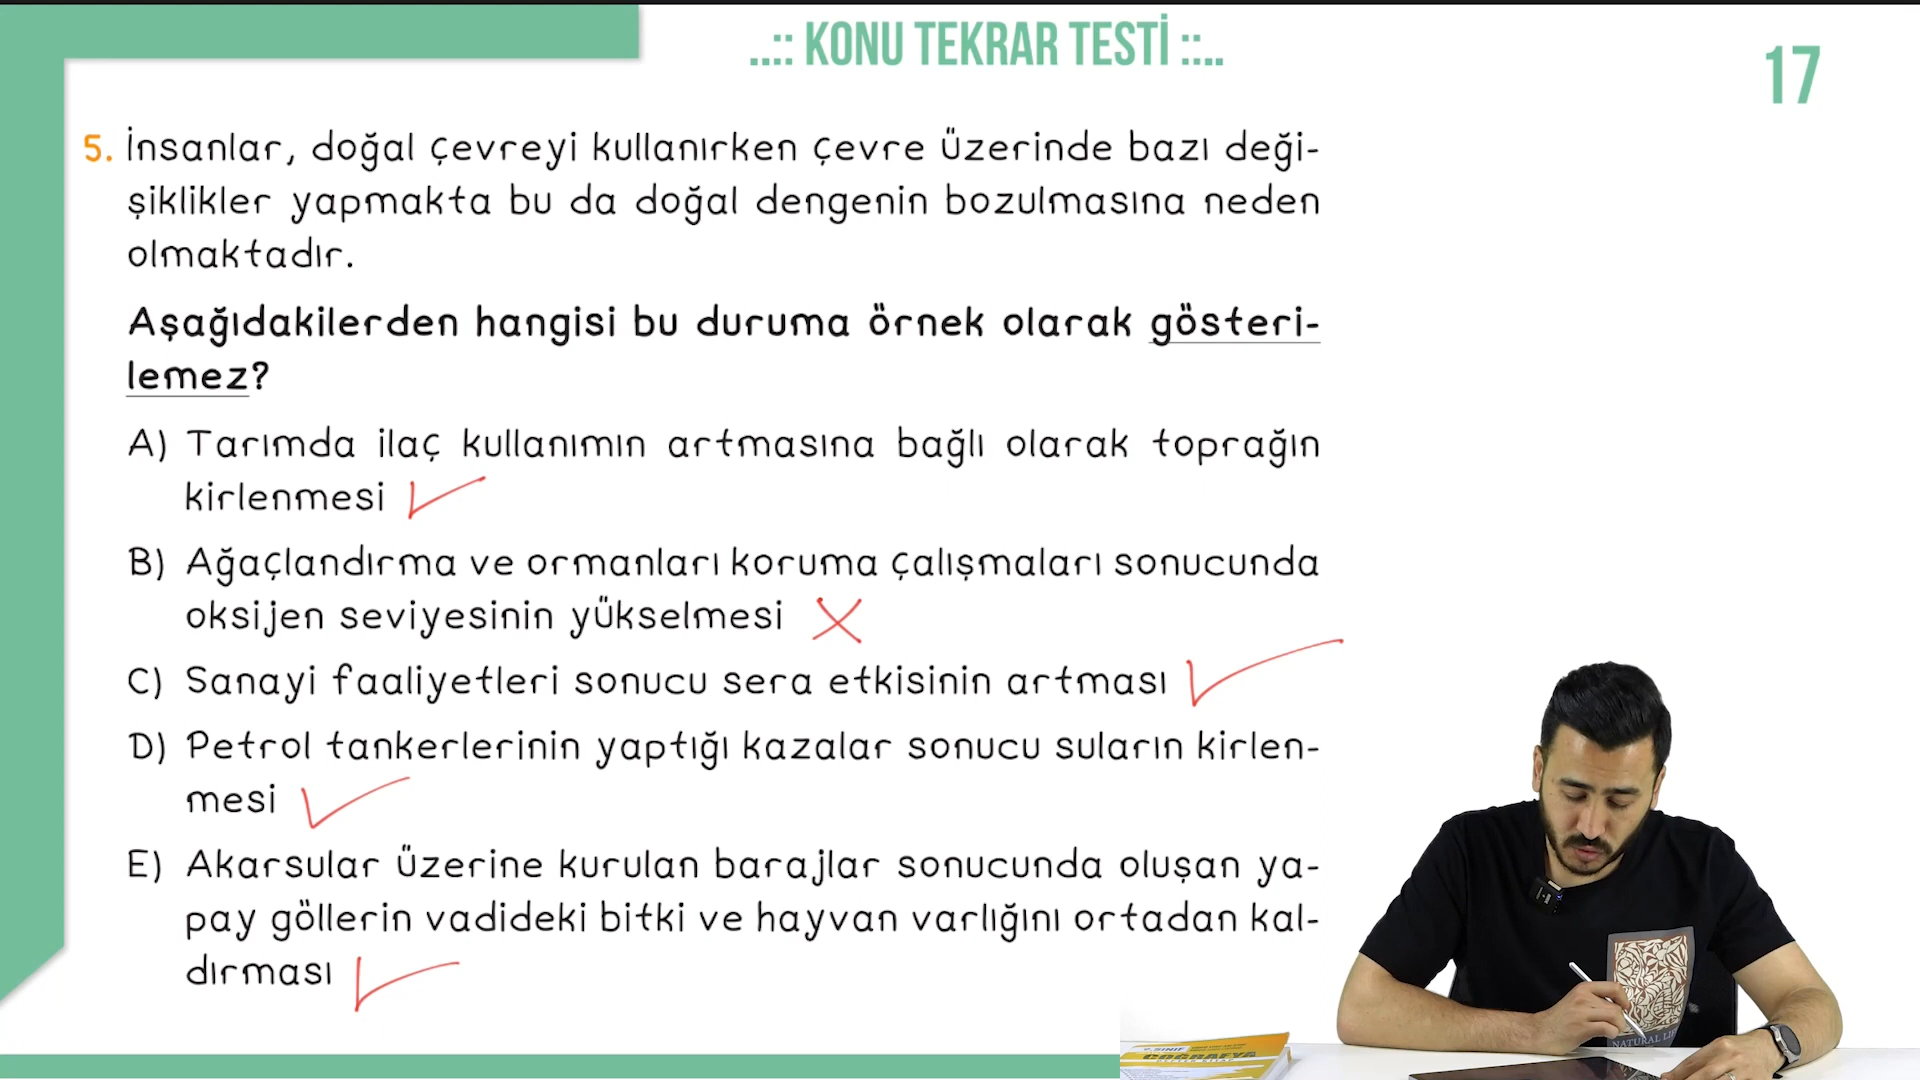 ..:: KONU TEKRAR TESTİ ::..
17
5. İnsanlar, doğal çevreyi kullanırken çevre üzerinde bazı deği-
şiklikler yapmakta bu da doğal dengenin bozulmasına neden
olmaktadır.
Aşağıdakilerden hangisi bu duruma örnek olarak gösteri-
lemez?
A) Tarımda ilaç kullanımın artmasına bağlı olarak toprağın
kirlenmesi
B) Ağaçlandırma ve ormanları koruma çalışmaları sonucunda
oksijen seviyesinin yükselmesi
C) Sanayi faaliyetleri sonucu sera etkisinin artması
D) Petrol tankerlerinin yaptığı kazalar sonucu suların kirlen-
mesi
E) Akarsular üzerine kurulan barajlar sonucunda oluşan ya-
pay göllerin vadideki bitki ve hayvan varlığını ortadan kal-
dırması
NATURAL
9. SINIF
COĞRAFYA